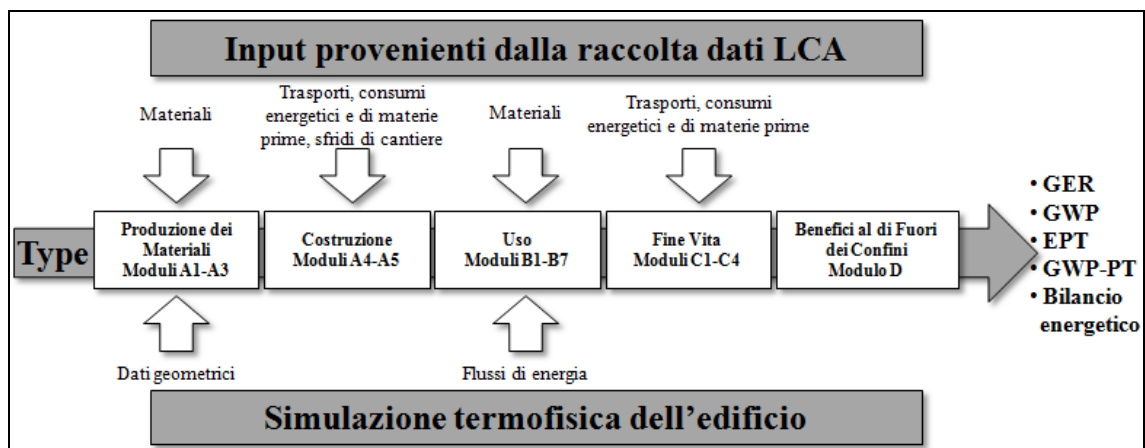 Input provenienti dalla raccolta dati LCA
Materiali
Trasporti, consumi
energetici e di materie
prime, sfridi di cantiere
Materiali
Trasporti, consumi
energetici e di materie prime
Type
Produzione dei
Materiali
Moduli A1-A3
Costruzione
Moduli A4-A5
Uso
Moduli B1-B7
Fine Vita
Moduli C1-C4
Benefici al di Fuori
dei Confini
Modulo D
• GER
• GWP
• EPT
• GWP-PT
• Bilancio
energetico
Dati geometrici
Flussi di energia
Simulazione termofisica dell'edificio